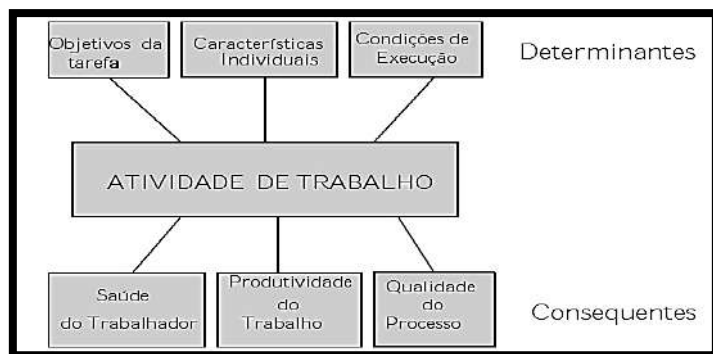 Objetivos da
tarefa
Características
Individuais
Condições de
Execução
Determinantes
ATIVIDADE DE TRABALHO
Saúde
do Trabalhador
Produtividade
do
Trabalho
Qualidade
do
Processo
Consequentes